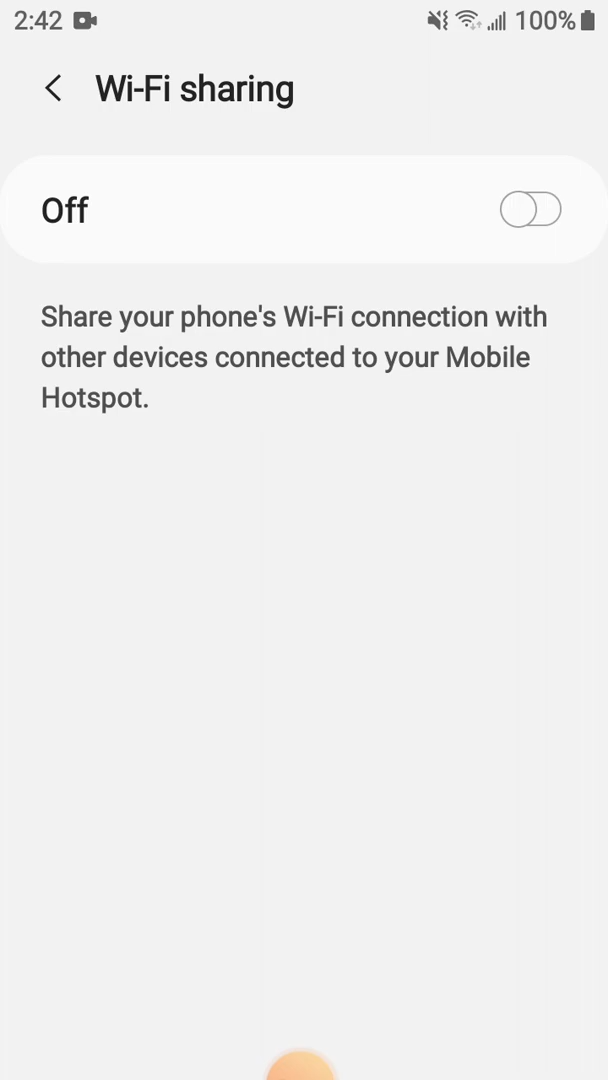 2:42 100%
Wi-Fi sharing
Off
Share your phone's Wi-Fi connection with
other devices connected to your Mobile
Hotspot.